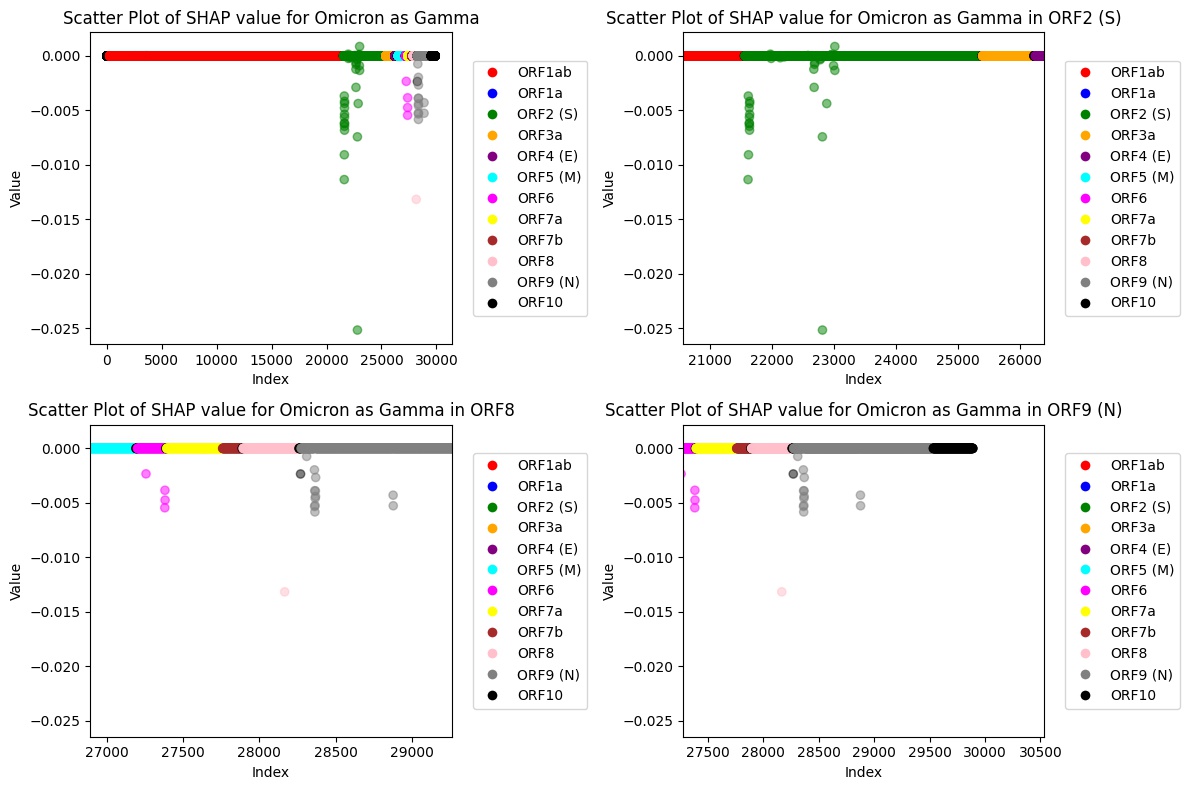 Scatter Plot of SHAP value for Omicron as Gamma
0.000
−0.005
−0.010
−0.015
−0.020
−0.025
Value
0
5000
10000
15000
20000
25000
30000
Index
ORF1ab
ORF1a
ORF2 (S)
ORF3a
ORF4 (E)
ORF5 (M)
ORF6
ORF7a
ORF7b
ORF8
ORF9 (N)
ORF10
Scatter Plot of SHAP value for Omicron as Gamma in ORF2 (S)
0.000
−0.005
−0.010
−0.015
−0.020
−0.025
Value
21000
22000
23000
24000
25000
26000
Index
ORF1ab
ORF1a
ORF2 (S)
ORF3a
ORF4 (E)
ORF5 (M)
ORF6
ORF7a
ORF7b
ORF8
ORF9 (N)
ORF10
Scatter Plot of SHAP value for Omicron as Gamma in ORF8
0.000
−0.005
−0.010
−0.015
−0.020
−0.025
Value
27000
27500
28000
28500
29000
Index
ORF1ab
ORF1a
ORF2 (S)
ORF3a
ORF4 (E)
ORF5 (M)
ORF6
ORF7a
ORF7b
ORF8
ORF9 (N)
ORF10
Scatter Plot of SHAP value for Omicron as Gamma in ORF9 (N)
0.000
−0.005
−0.010
−0.015
−0.020
−0.025
Value
27500
28000
28500
29000
29500
30000
30500
Index
ORF1ab
ORF1a
ORF2 (S)
ORF3a
ORF4 (E)
ORF5 (M)
ORF6
ORF7a
ORF7b
ORF8
ORF9 (N)
ORF10